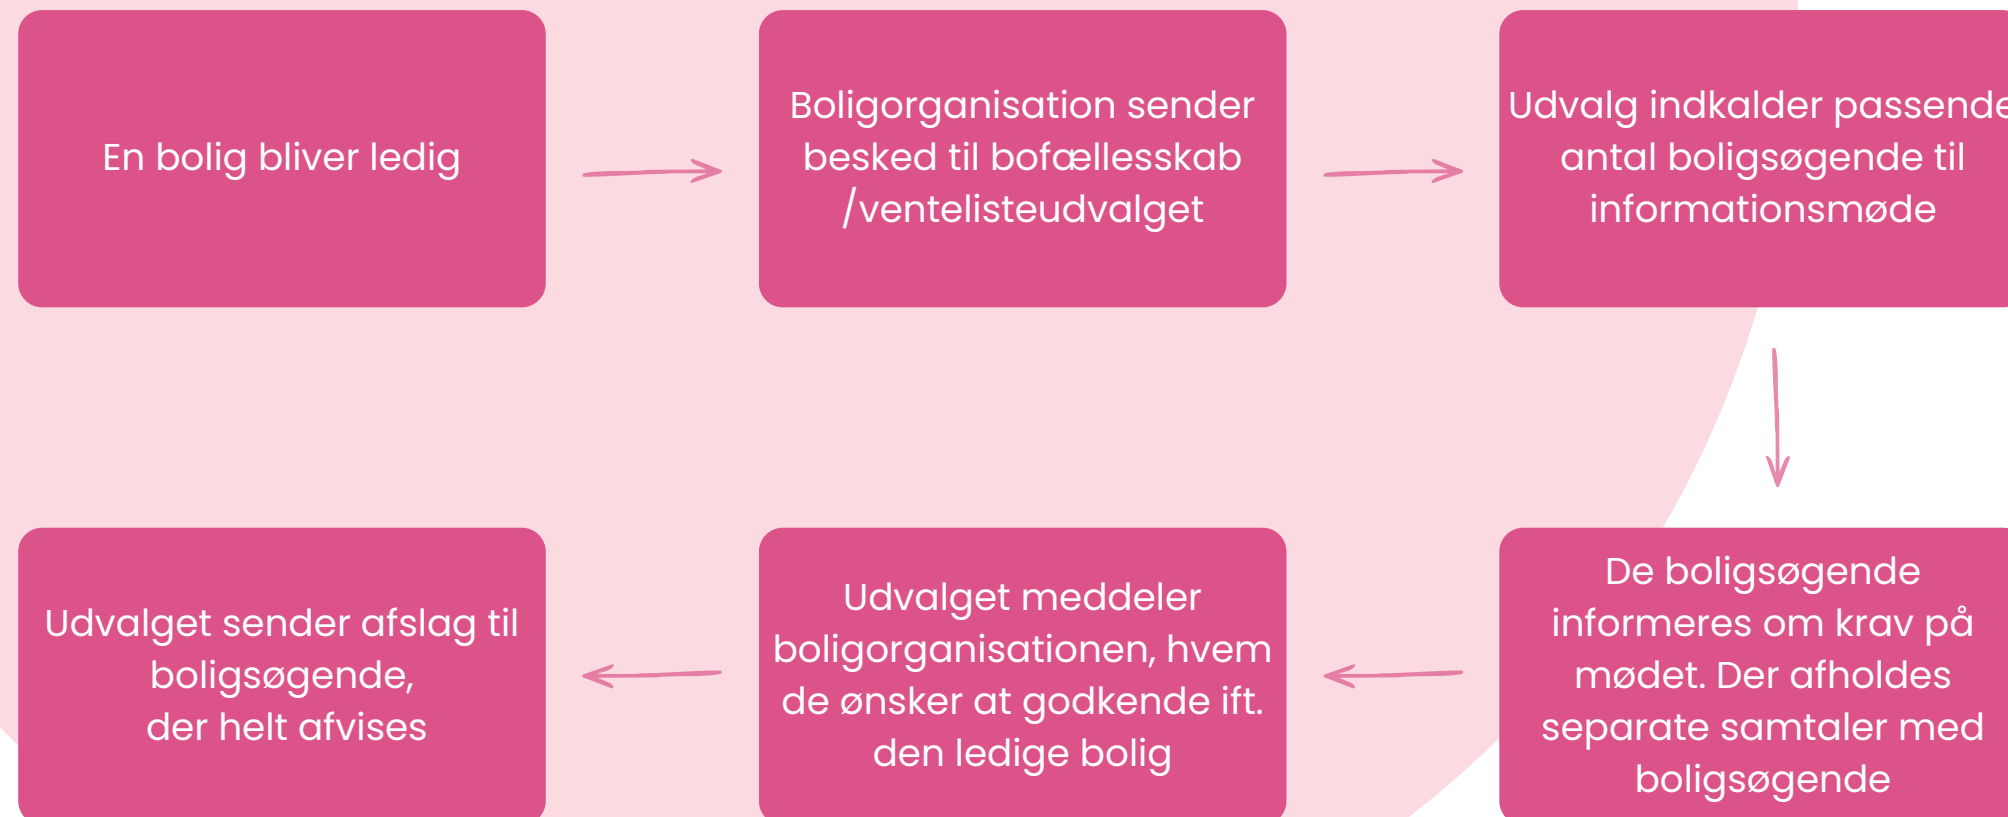 En bolig bliver ledig
Boligorganisation sender
besked til bofællesskab
/ventelisteudvalget
Udvalg indkalder passende
antal boligsøgende til
informationsmøde
De boligsøgende
informeres om krav på
mødet. Der afholdes
separate samtaler med
boligsøgende
Udvalget meddeler
boligorganisationen, hvem
de ønsker at godkende ift.
den ledige bolig
Udvalget sender afslag til
boligsøgende,
der helt afvises